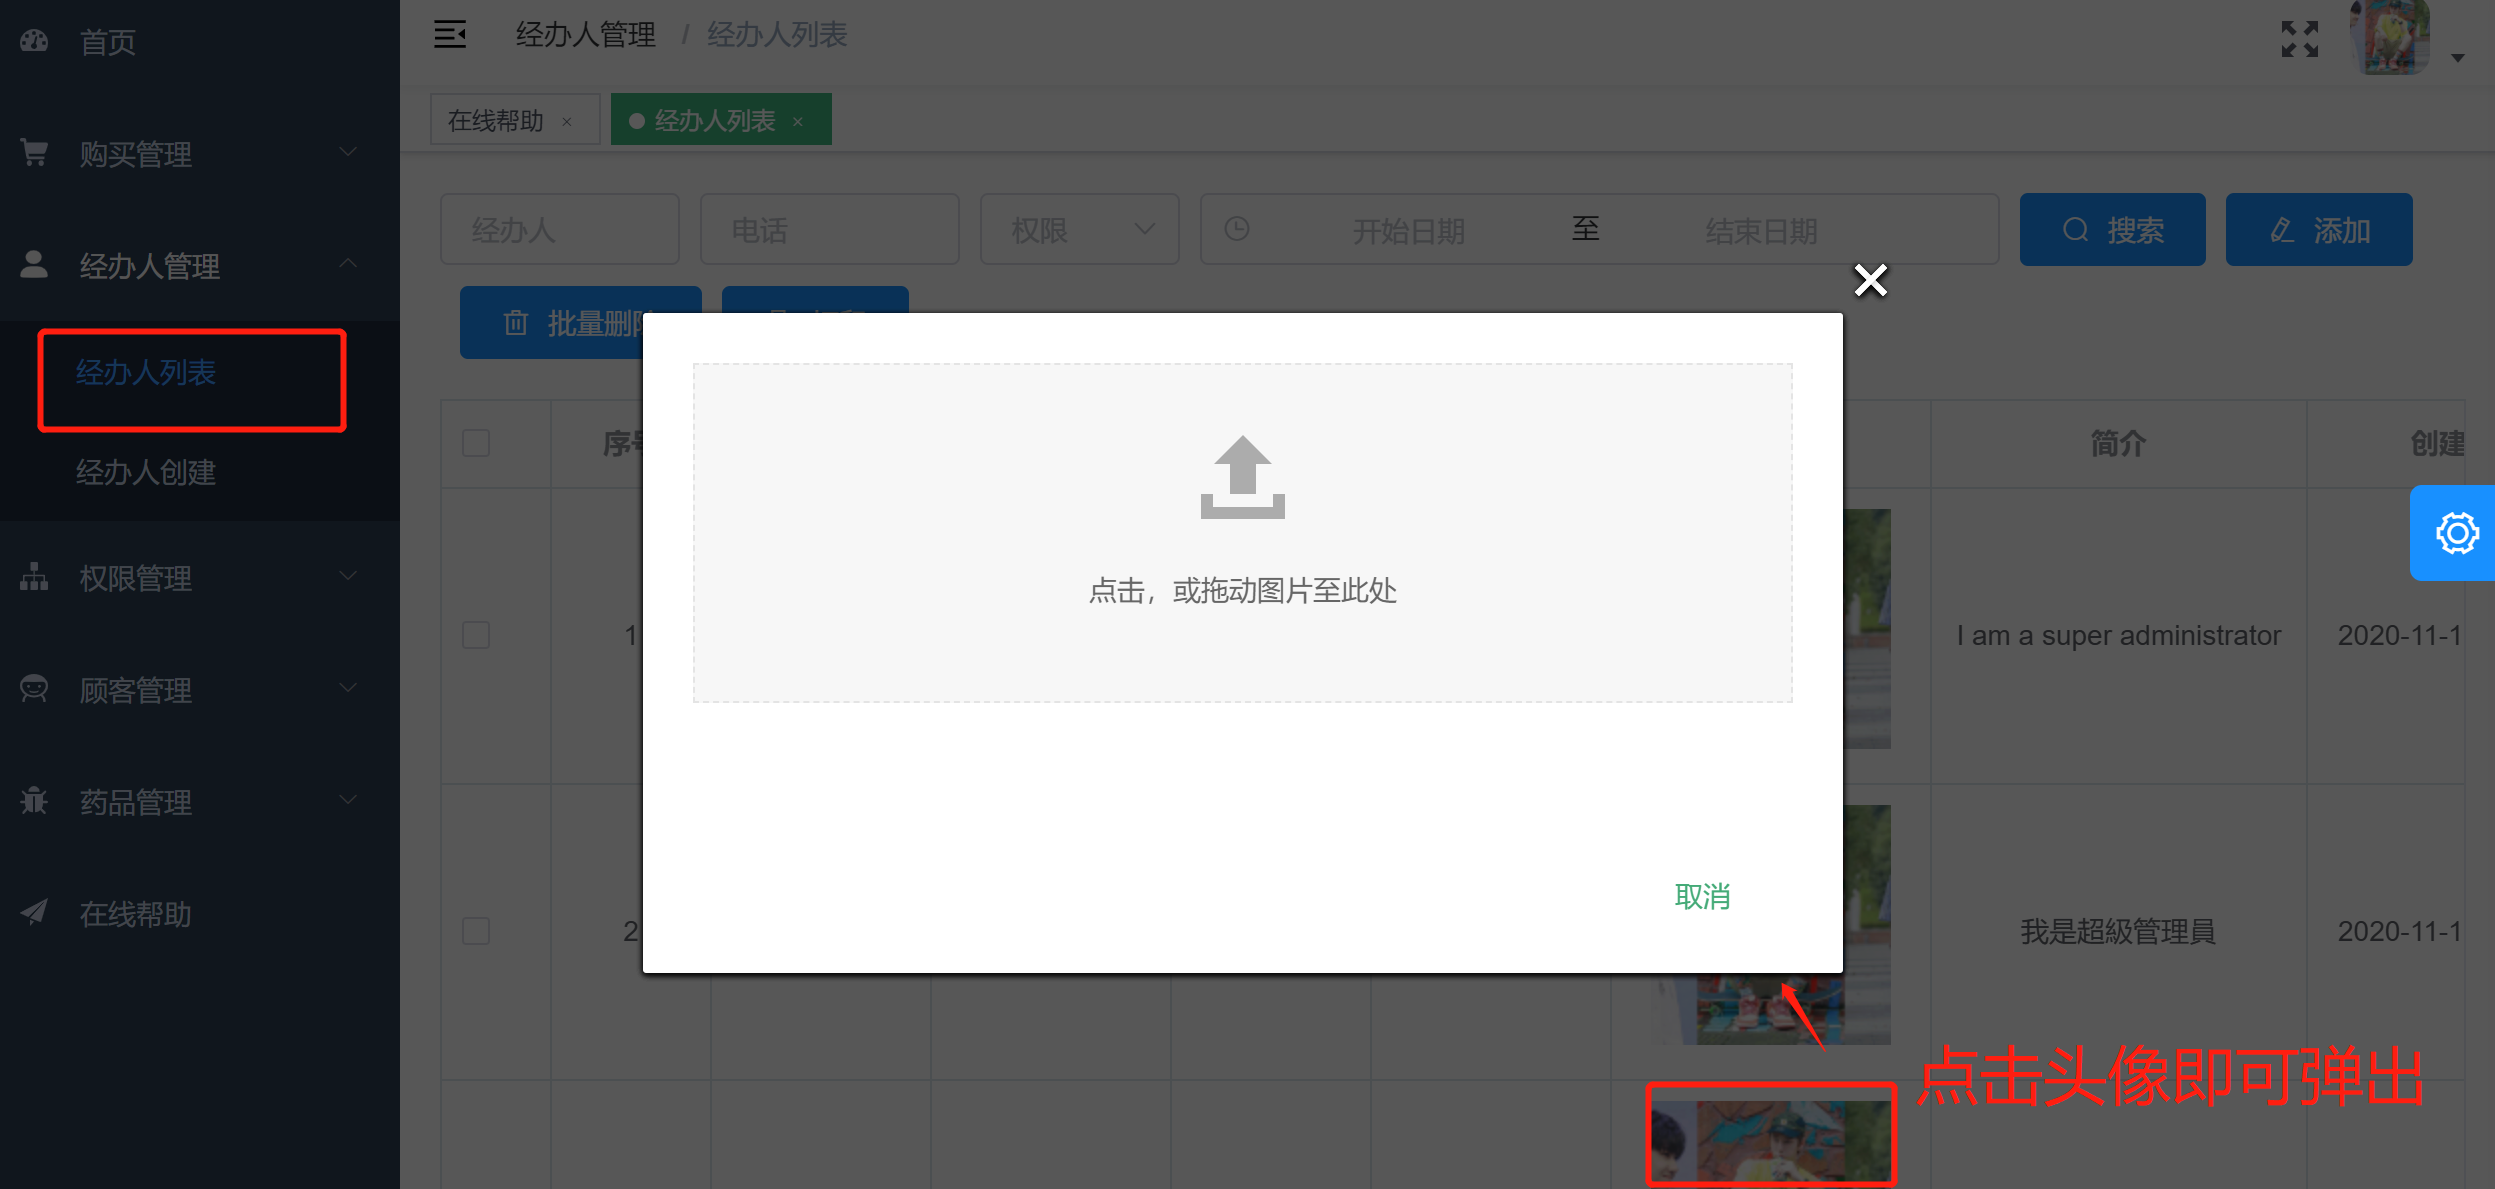 首页
购买管理
经办人管理
经办人列表
经办人创建
权限管理
顾客管理
药品管理
在线帮助
经办人管理 / 经办人列表
在线帮助 ×
经办人列表 ×
经办人 电话 权限 开始日期 至 结束日期 搜索 添加
批量删除
点击，或拖动图片至此处
取消
序号 简介 创建
1 I am a super administrator 2020-11-1
2 我是超級管理員 2020-11-1
点击头像即可弹出